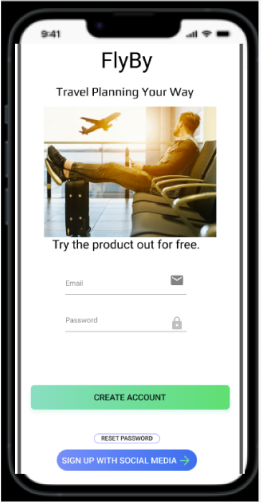 9:41
FlyBy
Travel Planning Your Way
Try the product out for free.
Email
Password
CREATE ACCOUNT
RESET PASSWORD
SIGN UP WITH SOCIAL MEDIA